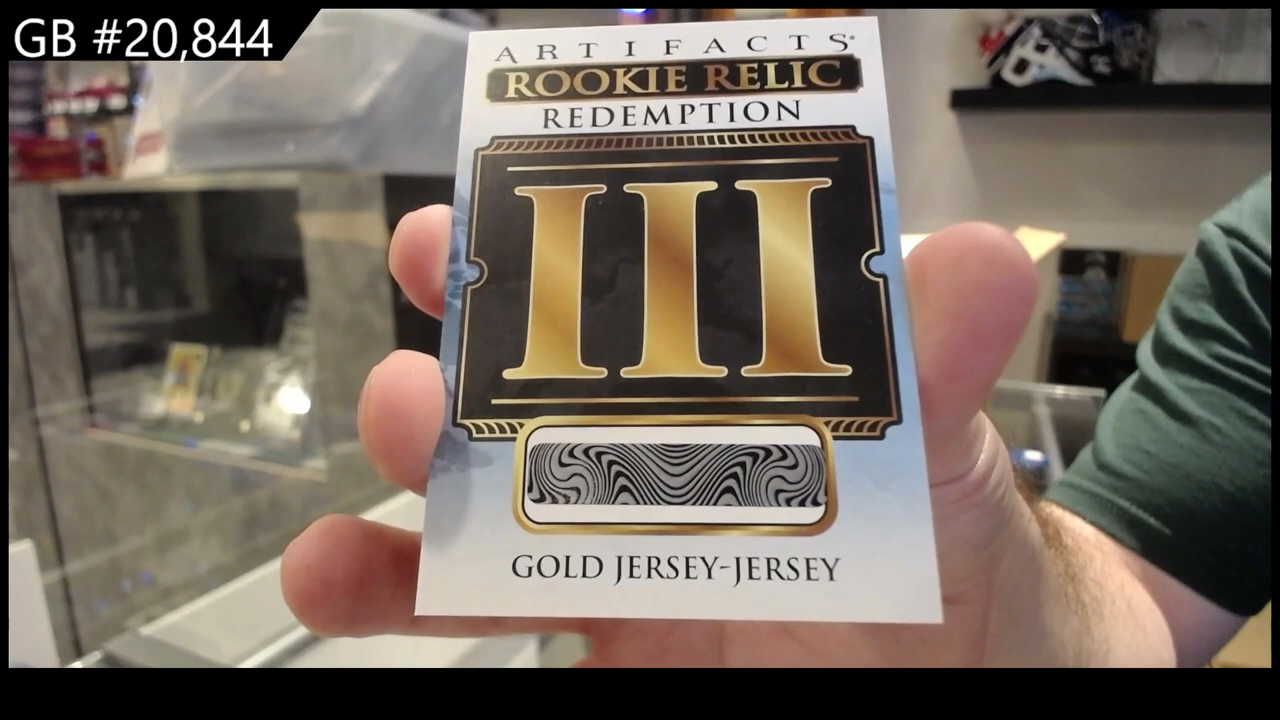 GB #20,844
ARTIFACTS
ROOKIE RELIC
REDEMPTION
III
GOLD JERSEY-JERSEY